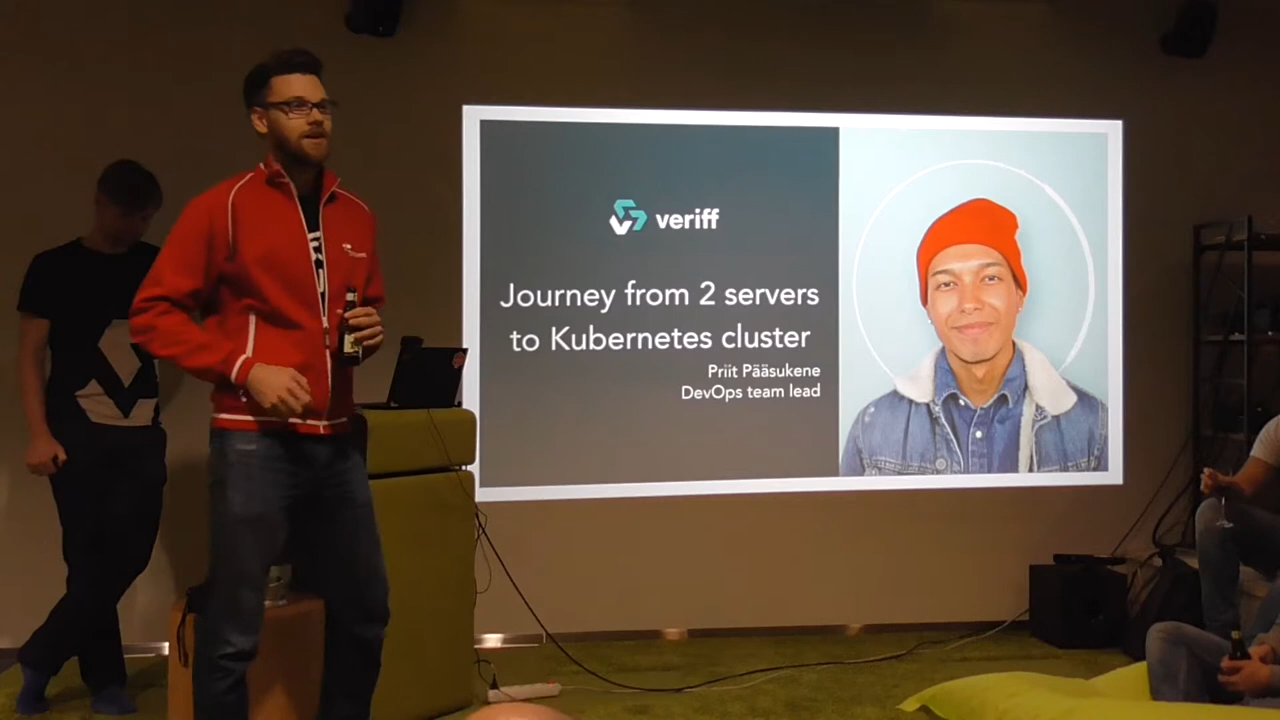 veriff
Journey from 2 servers
to Kubernetes cluster
Priit Pääsukene
DevOps team lead